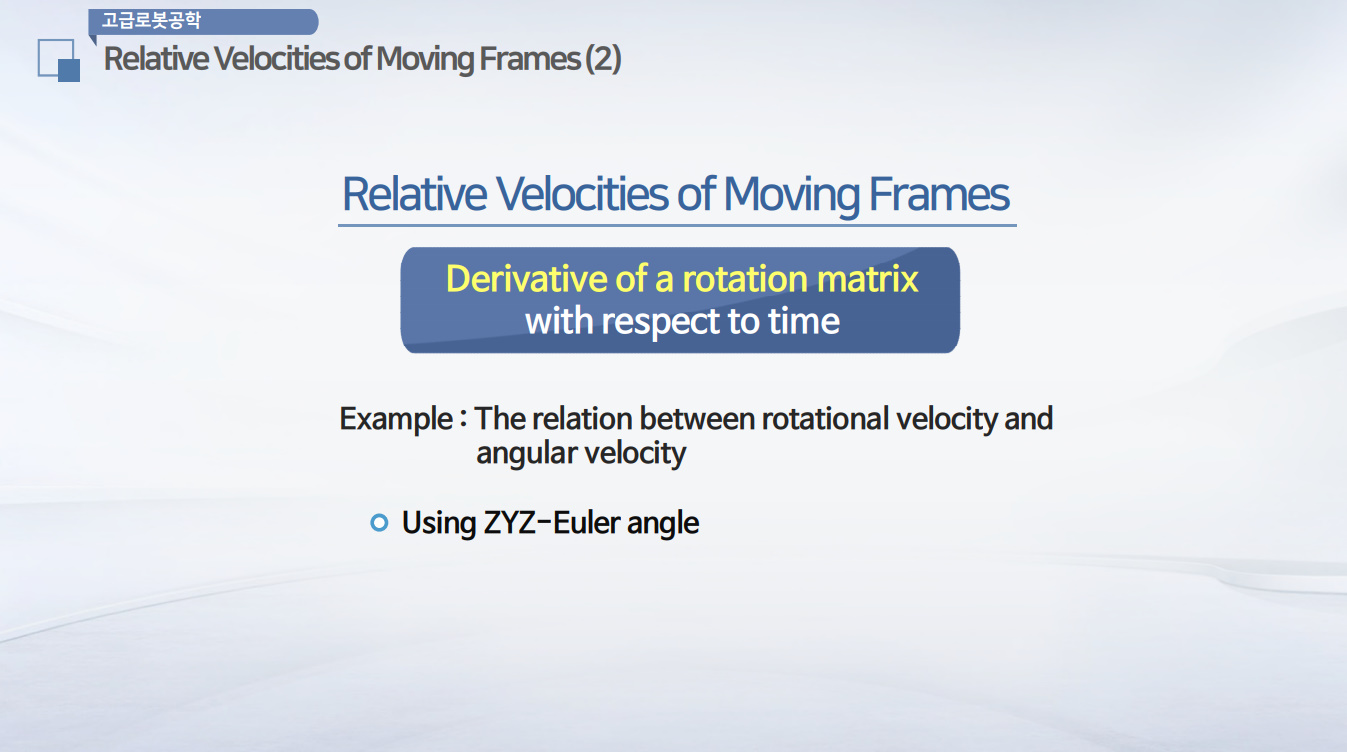 고급로봇공학
Relative Velocities of Moving Frames (2)
Relative Velocities of Moving Frames
Derivative of a rotation matrix
with respect to time
Example : The relation between rotational velocity and
angular velocity
Using ZYZ-Euler angle